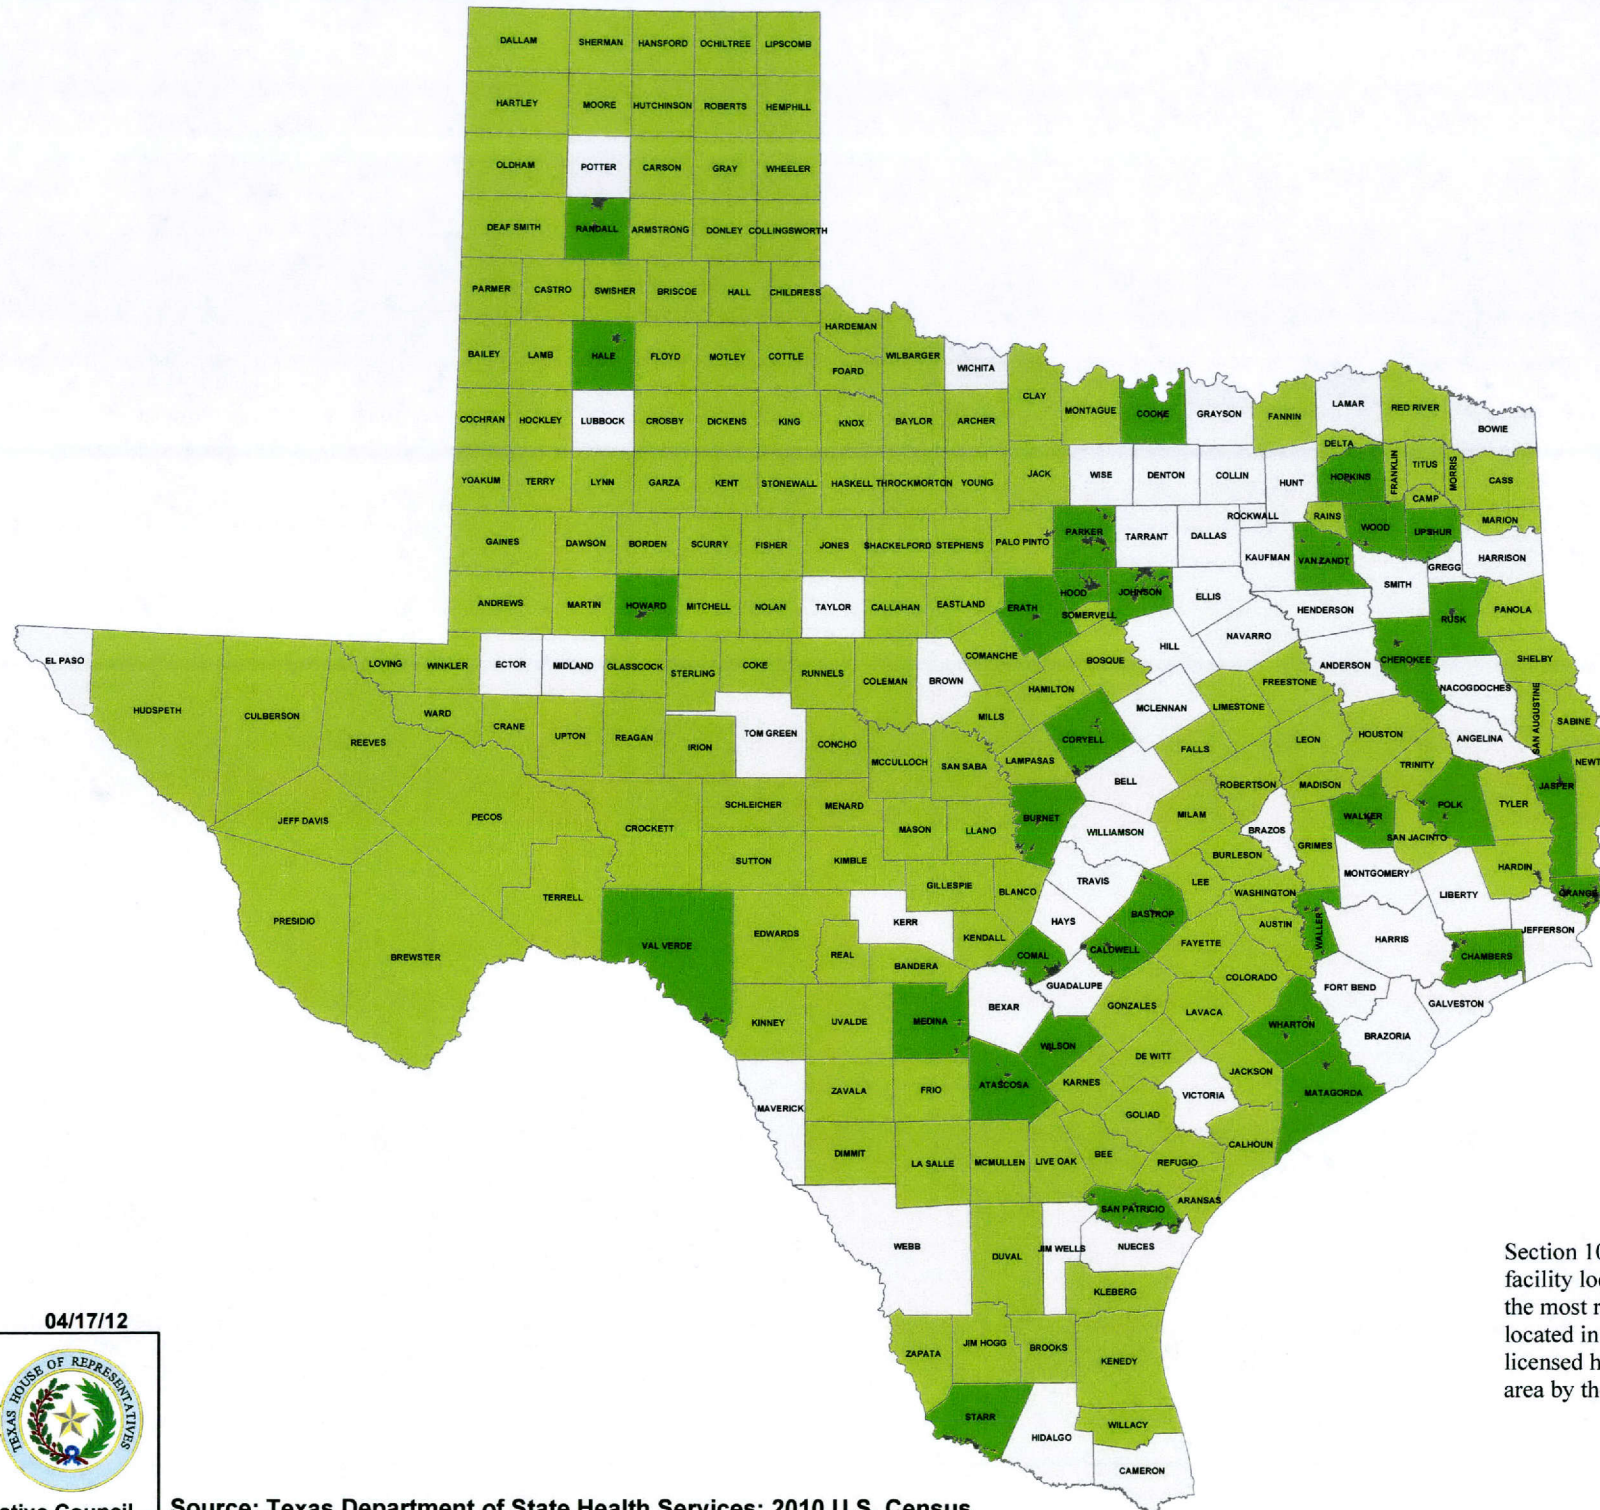 DALLAM SHERMAN HANSFORD OCHILTREE LIPSCOMB
HARTLEY MOORE HUTCHINSON ROBERTS HEMPHILL
OLDHAM POTTER CARSON GRAY WHEELER
DEAF SMITH RANDALL ARMSTRONG DONLEY COLLINGSWORTH
PARMER CASTRO SWISHER BRISCOE HALL CHILDRESS
HARDEMAN
BAILEY LAMB HALE FLOYD MOTLEY COTTLE FOARD WILBARGER WICHITA
CLAY MONTAGUE COOKE GRAYSON FANNIN LAMAR RED RIVER BOWIE
COCHRAN HOCKLEY LUBBOCK CROSBY DICKENS KING KNOX BAYLOR ARCHER
DELTA FRANKLIN TITUS MORRIS CASS
YOAKUM TERRY LYNN GARZA KENT STONEWALL HASKELL THROCKMORTON YOUNG JACK WISE DENTON COLLIN HUNT HOPKINS
CAMP
ROCKWALL RAINS WOOD UPSHUR MARION
GAINES DAWSON BORDEN SCURRY FISHER JONES SHACKELFORD STEPHENS PALO PINTO PARKER TARRANT DALLAS
KAUFMAN VAN ZANDT GREGG HARRISON
SMITH
ANDREWS MARTIN HOWARD MITCHELL NOLAN TAYLOR CALLAHAN EASTLAND ERATH HOOD JOHNSON ELLIS
SOMERVELL HENDERSON RUSK PANOLA
EL PASO LOVING WINKLER ECTOR MIDLAND GLASSCOCK STERLING COKE RUNNELS COLEMAN BROWN COMANCHE BOSQUE HILL NAVARRO ANDERSON CHEROKEE SHELBY
HAMILTON FREESTONE NACOGDOCHES
HUDSPETH CULBERSON REEVES WARD CRANE UPTON REAGAN IRION TOM GREEN CONCHO MILLS MCLENNAN LIMESTONE SAN AUGUSTINE SABINE
MCCULLOCH SAN SABA LAMPASAS CORYELL FALLS LEON HOUSTON ANGELINA
BELL ROBERTSON MADISON TRINITY NEWT
JASPER
JEFF DAVIS PECOS CROCKETT SCHLEICHER MENARD MASON LLANO BURNET MILAM WALKER POLK TYLER
WILLIAMSON BRAZOS GRIMES SAN JACINTO
SUTTON KIMBLE BURLESON
TRAVIS LEE WASHINGTON MONTGOMERY HARDIN
GILLESPIE BLANCO LIBERTY ORANGE
PRESIDIO BREWSTER TERRELL VAL VERDE EDWARDS KERR KENDALL HAYS BASTROP AUSTIN WALLER HARRIS JEFFERSON
REAL BANDERA COMAL CALDWELL FAYETTE CHAMBERS
GUADALUPE COLORADO FORT BEND
KINNEY UVALDE MEDINA BEXAR GONZALES LAVACA WHARTON BRAZORIA GALVESTON
WILSON DE WITT
MAVERICK ZAVALA FRIO ATASCOSA KARNES JACKSON MATAGORDA
VICTORIA
GOLIAD
DIMMIT LA SALLE MCMULLEN LIVE OAK BEE REFUGIO CALHOUN
SAN PATRICIO ARANSAS
WEBB DUVAL JIM WELLS NUECES
KLEBERG
ZAPATA JIM HOGG BROOKS KENEDY
STARR HIDALGO WILLACY
CAMERON
Section 10
facility loc
the most r
located in
licensed h
area by th
04/17/12
TEXAS HOUSE OF REPRESENTATIVES
ative Council
Source: Texas Department of State Health Services; 2010 U.S. Census